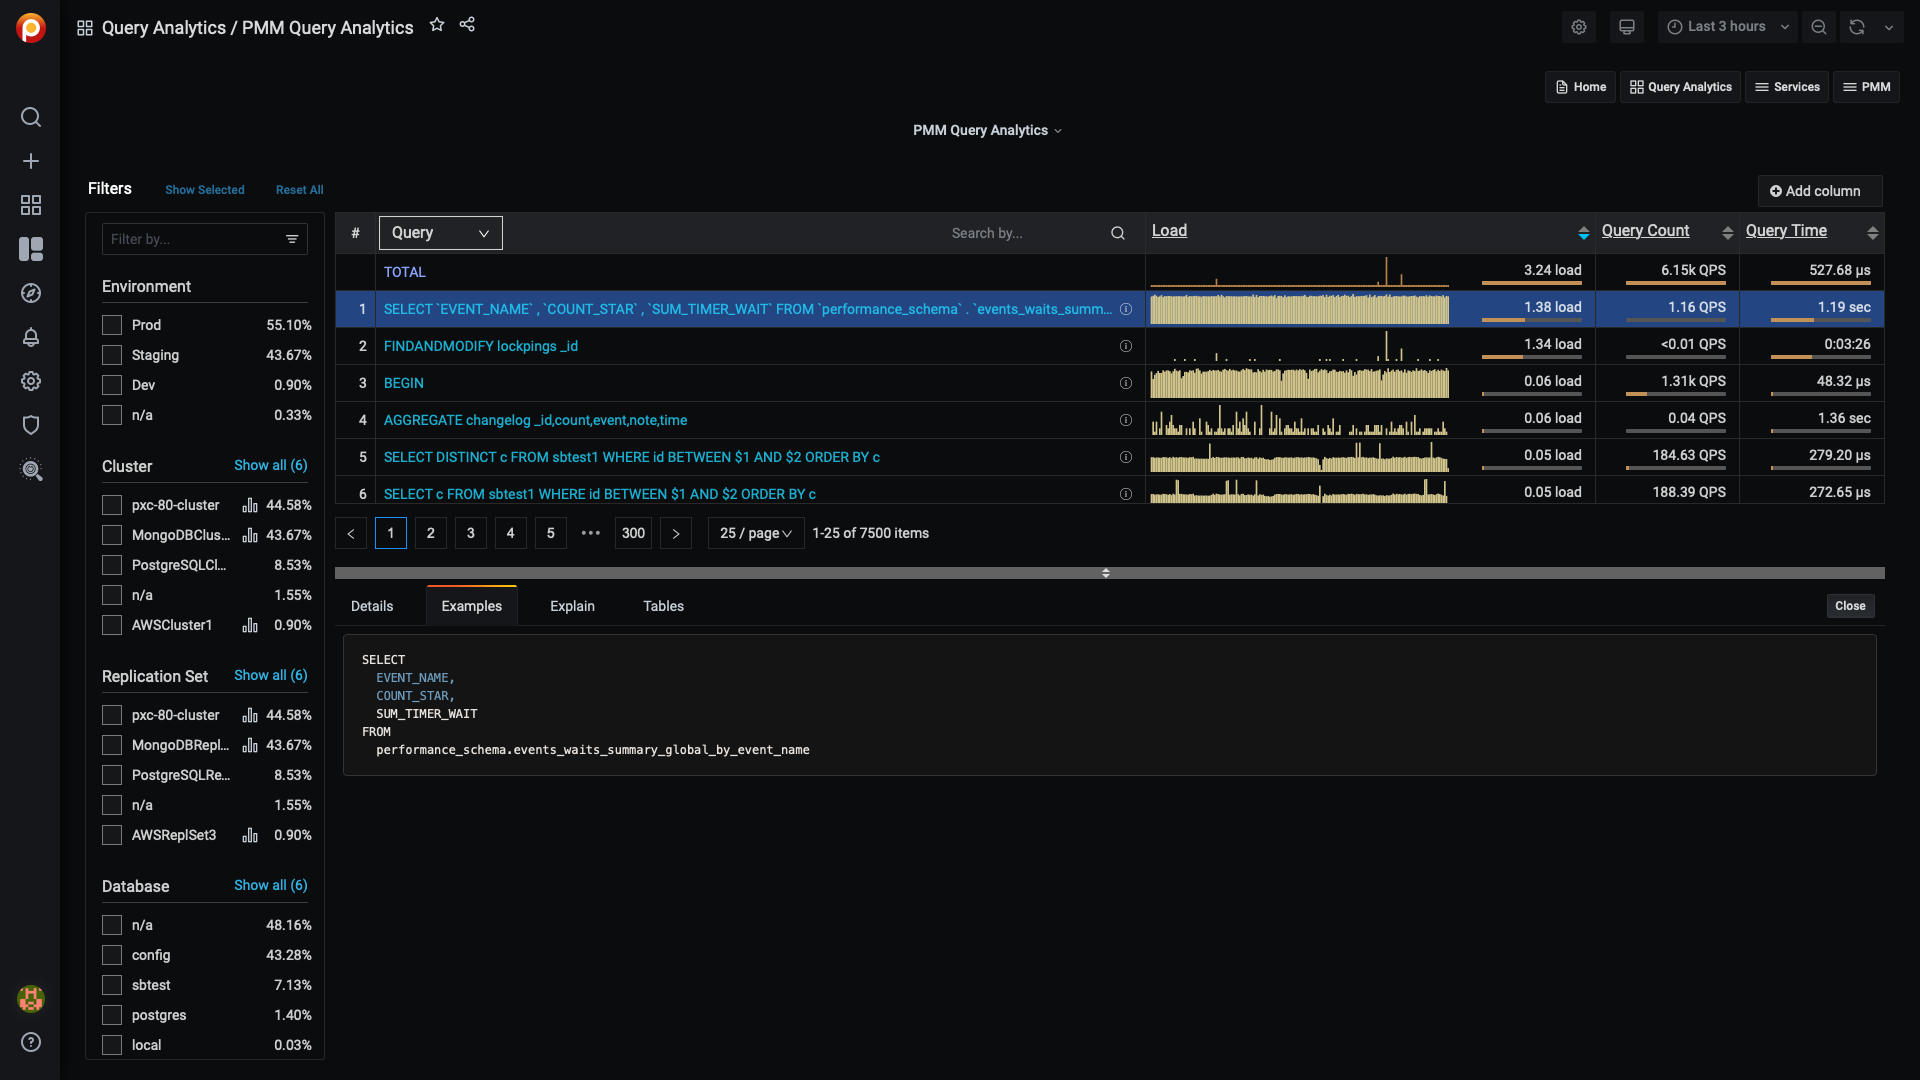 Query Analytics / PMM Query Analytics
Last 3 hours
Home
Query Analytics
Services
PMM
PMM Query Analytics
Filters
Show Selected
Reset All
Add column
Filter by...
Environment
Prod 55.10%
Staging 43.67%
Dev 0.90%
n/a 0.33%
Cluster Show all (6)
pxc-80-cluster 44.58%
MongoDBClus... 43.67%
PostgreSQLCl... 8.53%
n/a 1.55%
AWSCluster1 0.90%
Replication Set Show all (6)
pxc-80-cluster 44.58%
MongoDBRepl... 43.67%
PostgreSQLRe... 8.53%
n/a 1.55%
AWSReplSet3 0.90%
Database Show all (6)
n/a 48.16%
config 43.28%
sbtest 7.13%
postgres 1.40%
local 0.03%
# Query Search by... Load Query Count Query Time
TOTAL 3.24 load 6.15k QPS 527.68 µs
1 SELECT `EVENT_NAME` , `COUNT_STAR` , `SUM_TIMER_WAIT` FROM `performance_schema` . `events_waits_summ... 1.38 load 1.16 QPS 1.19 sec
2 FINDANDMODIFY lockpings _id 1.34 load <0.01 QPS 0:03:26
3 BEGIN 0.06 load 1.31k QPS 48.32 µs
4 AGGREGATE changelog _id,count,event,note,time 0.06 load 0.04 QPS 1.36 sec
5 SELECT DISTINCT c FROM sbtest1 WHERE id BETWEEN $1 AND $2 ORDER BY c 0.05 load 184.63 QPS 279.20 µs
6 SELECT c FROM sbtest1 WHERE id BETWEEN $1 AND $2 ORDER BY c 0.05 load 188.39 QPS 272.65 µs
< 1 2 3 4 5 ••• 300 > 25 / page 1-25 of 7500 items
Details Examples Explain Tables Close
SELECT
EVENT_NAME,
COUNT_STAR,
SUM_TIMER_WAIT
FROM
performance_schema.events_waits_summary_global_by_event_name